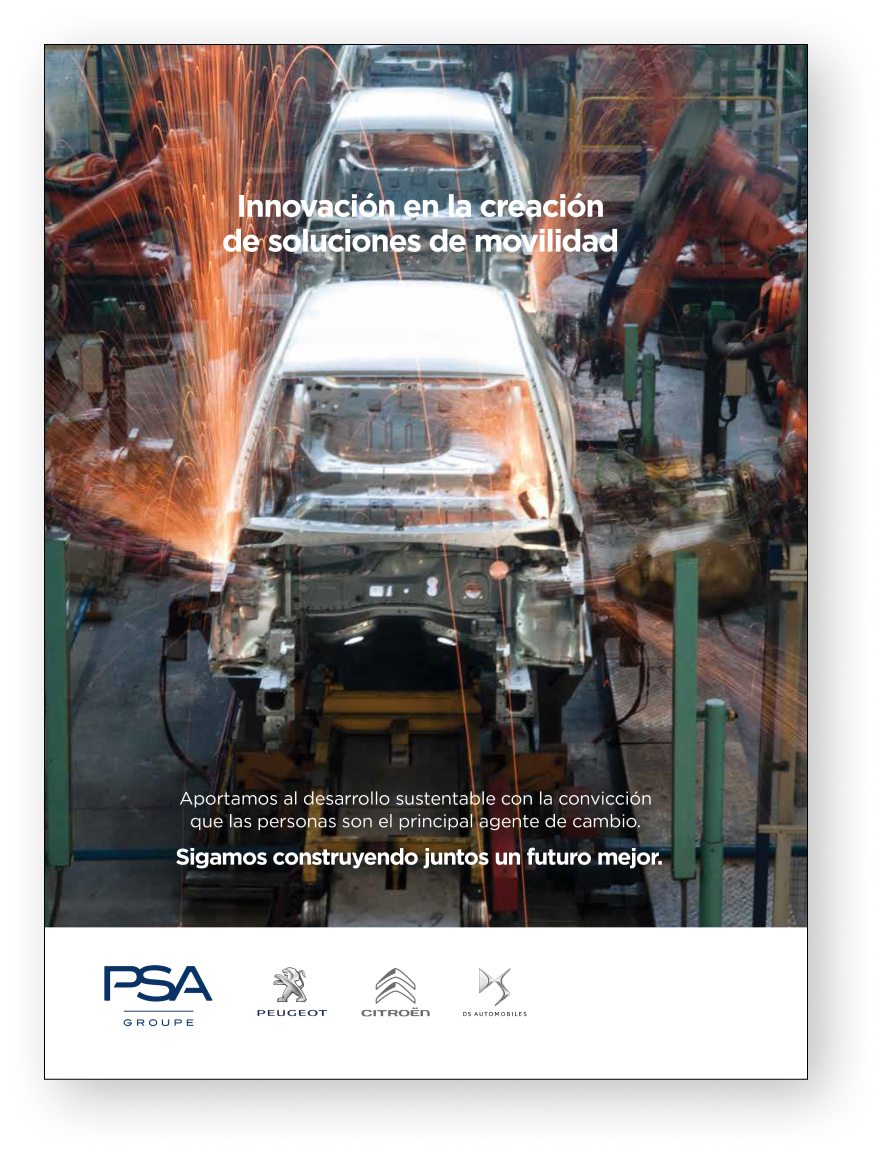 Innovación en la creación
de soluciones de movilidad
Aportamos al desarrollo sustentable con la convicción
que las personas son el principal agente de cambio.
Sigamos construyendo juntos un futuro mejor.
PSA
GROUPE
PEUGEOT
CITROËN
DS AUTOMOBILES